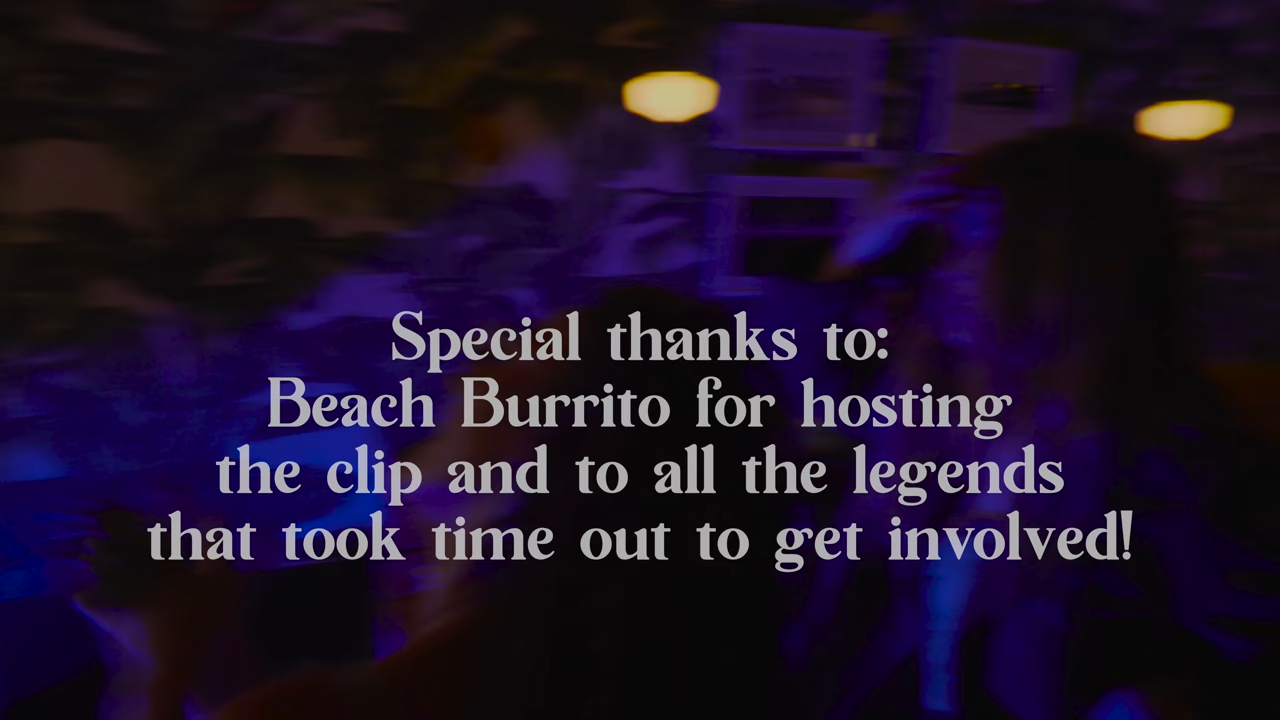 Special thanks to:
Beach Burrito for hosting
the clip and to all the legends
that took time out to get involved!